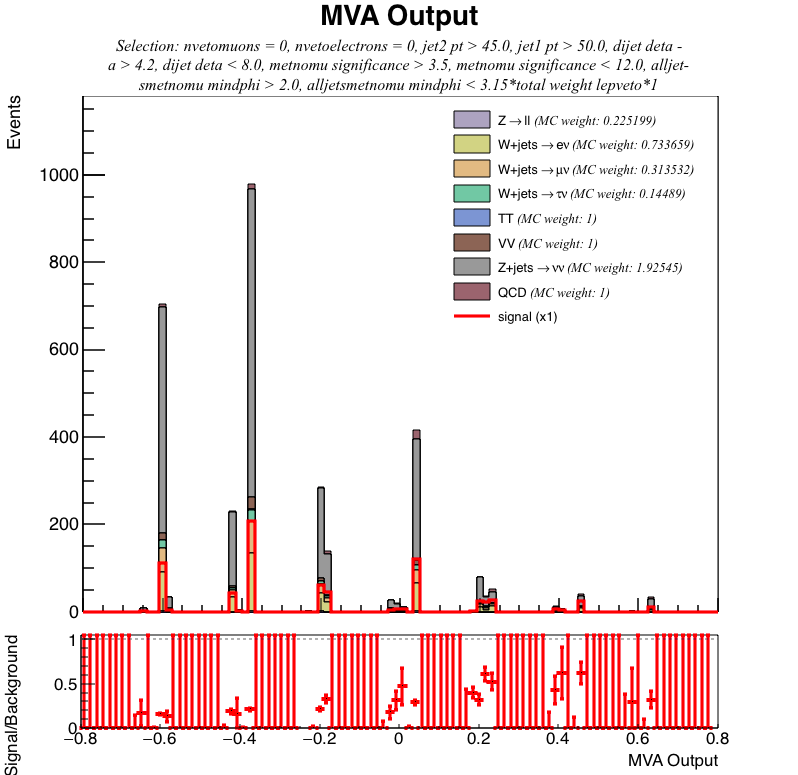 MVA Output
Selection: nvetomuons = 0, nvetoelectrons = 0, jet2 pt > 45.0, jet1 pt > 50.0, dijet deta -
a > 4.2, dijet deta < 8.0, metnomu significance > 3.5, metnomu significance < 12.0, alljet-
smetnomu mindphi > 2.0, alljetsmetnomu mindphi < 3.15*total weight lepveto*1
Events
1000
800
600
400
200
0
Z→ll (MC weight: 0.225199)
W+jets→eν (MC weight: 0.733659)
W+jets→μν (MC weight: 0.313532)
W+jets→τν (MC weight: 0.14489)
TT (MC weight: 1)
VV (MC weight: 1)
Z+jets→νν (MC weight: 1.92545)
QCD (MC weight: 1)
signal (x1)
Signal/Background
1
0.5
0
−0.8 −0.6 −0.4 −0.2 0 0.2 0.4 0.6 0.8
MVA Output